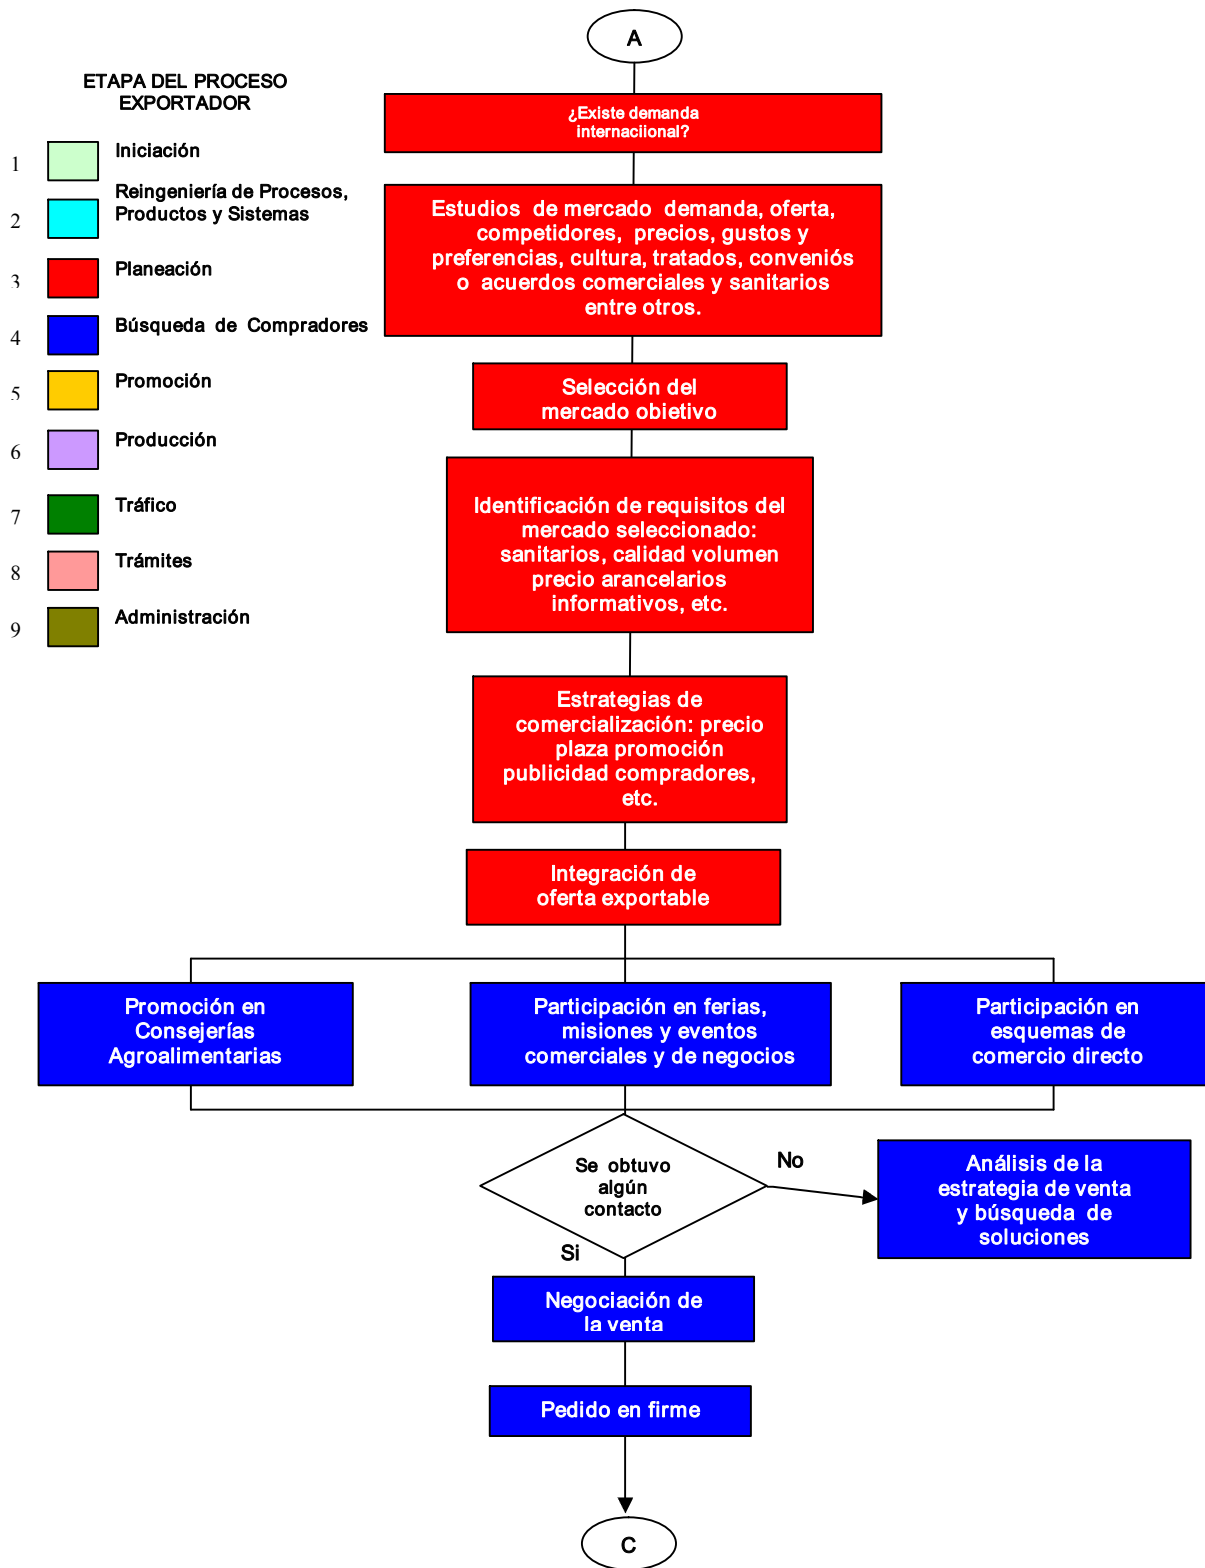 A
ETAPA DEL PROCESO
EXPORTADOR
1 Iniciación
2 Reingeniería de Procesos,
Productos y Sistemas
3 Planeación
4 Búsqueda de Compradores
5 Promoción
6 Producción
7 Tráfico
8 Trámites
9 Administración
¿Existe demanda
internaciional?
Estudios de mercado demanda, oferta,
competidores, precios, gustos y
preferencias, cultura, tratados, conveniós
o acuerdos comerciales y sanitarios
entre otros.
Selección del
mercado obietivo
Identificación de requisitos del
mercado seleccionado:
sanitarios, calidad volumen
precio arancelarios
informativos, etc.
Estrategias de
comercialización: precio
plaza promoción
publicidad compradores,
etc.
Integración de
oferta exportable
Promoción en
Consejerías
Agroalimentarias
Participación en ferias,
misiones y eventos
comerciales y de negocios
Participación en
esquemas de
comercio directo
Se obtuvo
algún
contacto
No
Análisis de la
estrategia de venta
y búsqueda de
soluciones
Si
Negociación de
la venta
Pedido en firme
C